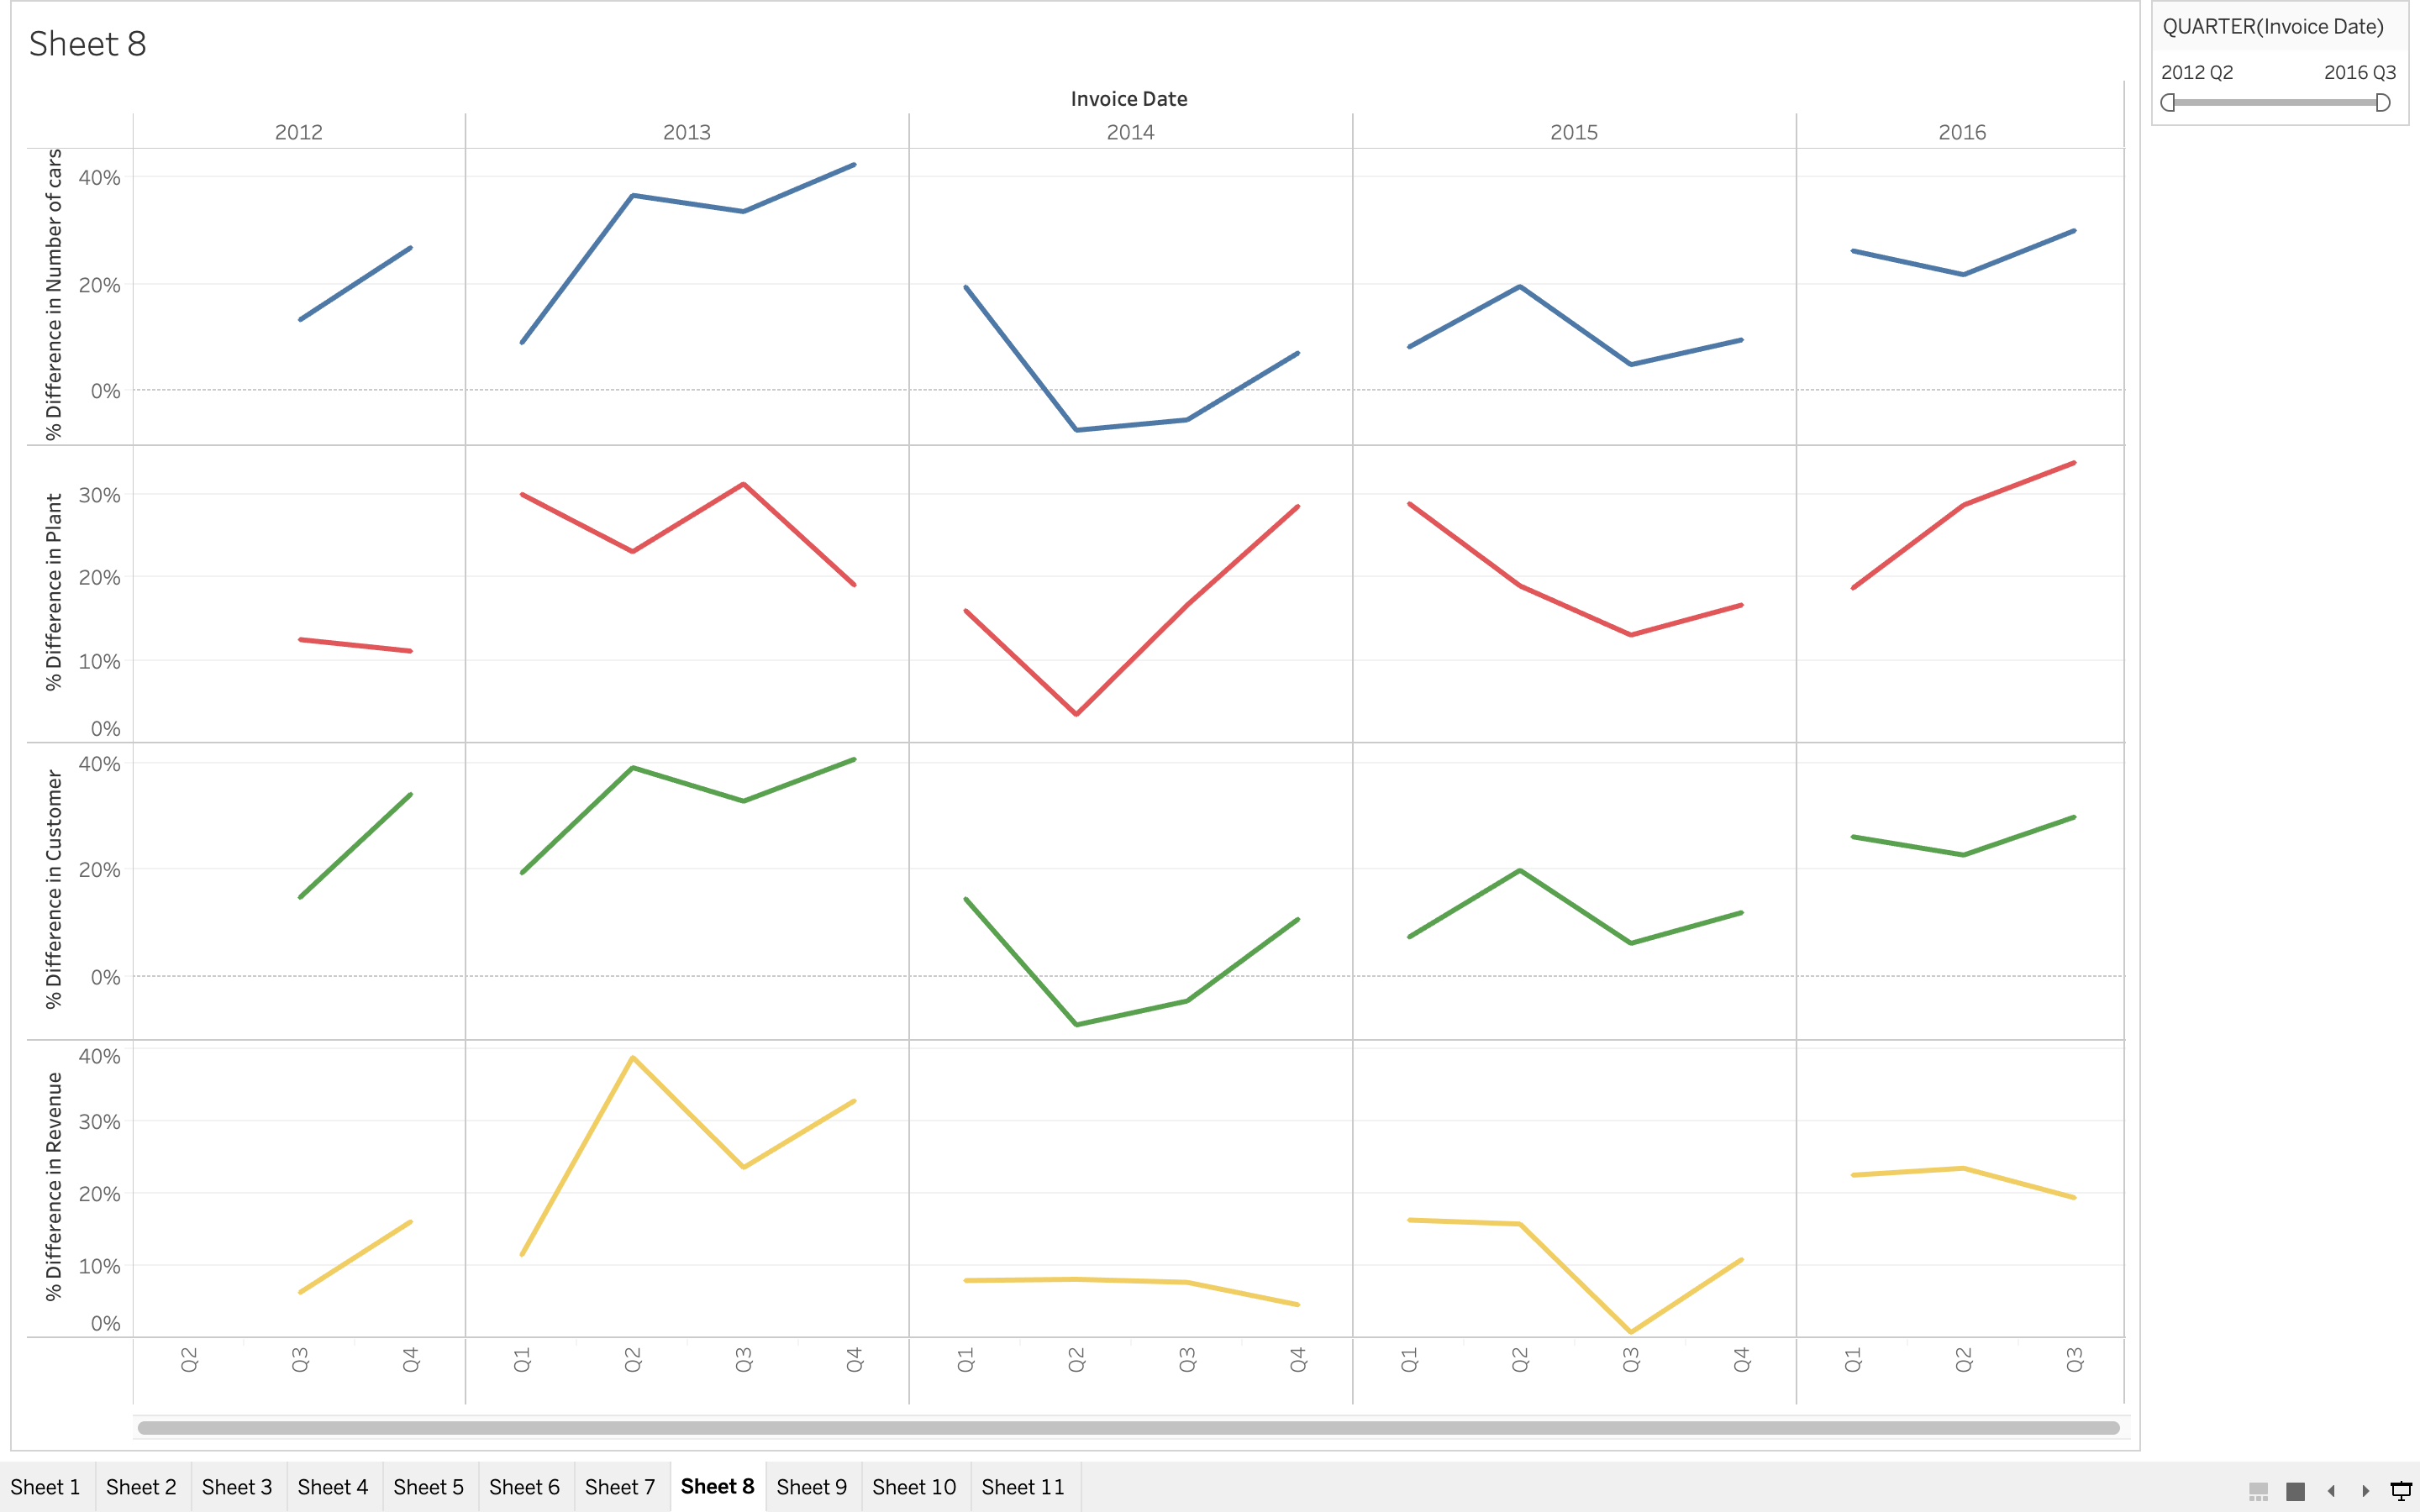 Sheet 8
QUARTER(Invoice Date)
2012 Q2 2016 Q3
Invoice Date
2012 2013 2014 2015 2016
% Difference in Number of cars
40%
20%
0%
% Difference in Plant
30%
20%
10%
0%
% Difference in Customer
40%
20%
0%
% Difference in Revenue
40%
30%
20%
10%
0%
Q2 Q3 Q4 Q1 Q2 Q3 Q4 Q1 Q2 Q3 Q4 Q1 Q2 Q3 Q4 Q1 Q2 Q3
Sheet 1 Sheet 2 Sheet 3 Sheet 4 Sheet 5 Sheet 6 Sheet 7 Sheet 8 Sheet 9 Sheet 10 Sheet 11